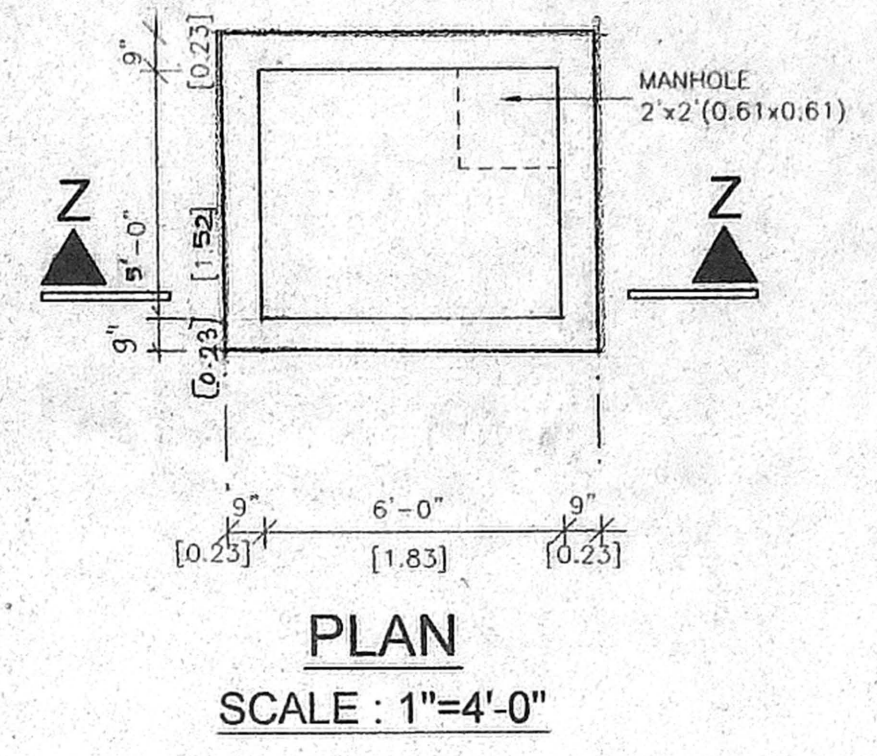 9"
[0.23]
MANHOLE
2'x2'(0.61x0.61)
Z
Z
5'-0"
[1.52]
9"
[0.23]
9" 6'-0" 9"
[0.23] [1.83] [0.23]
PLAN
SCALE : 1"=4'-0"